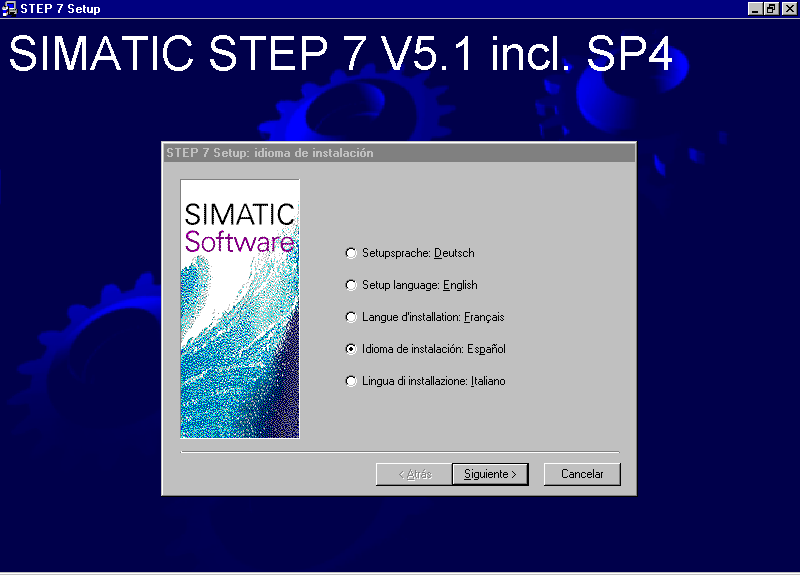 STEP 7 Setup
SIMATIC STEP 7 V5.1 incl. SP4
STEP 7 Setup: idioma de instalación
SIMATIC
Software
Setupsprache: Deutsch
Setup language: English
Langue d'installation: Français
Idioma de instalación: Español
Lingua di installazione: Italiano
< Atrás
Siguiente >
Cancelar